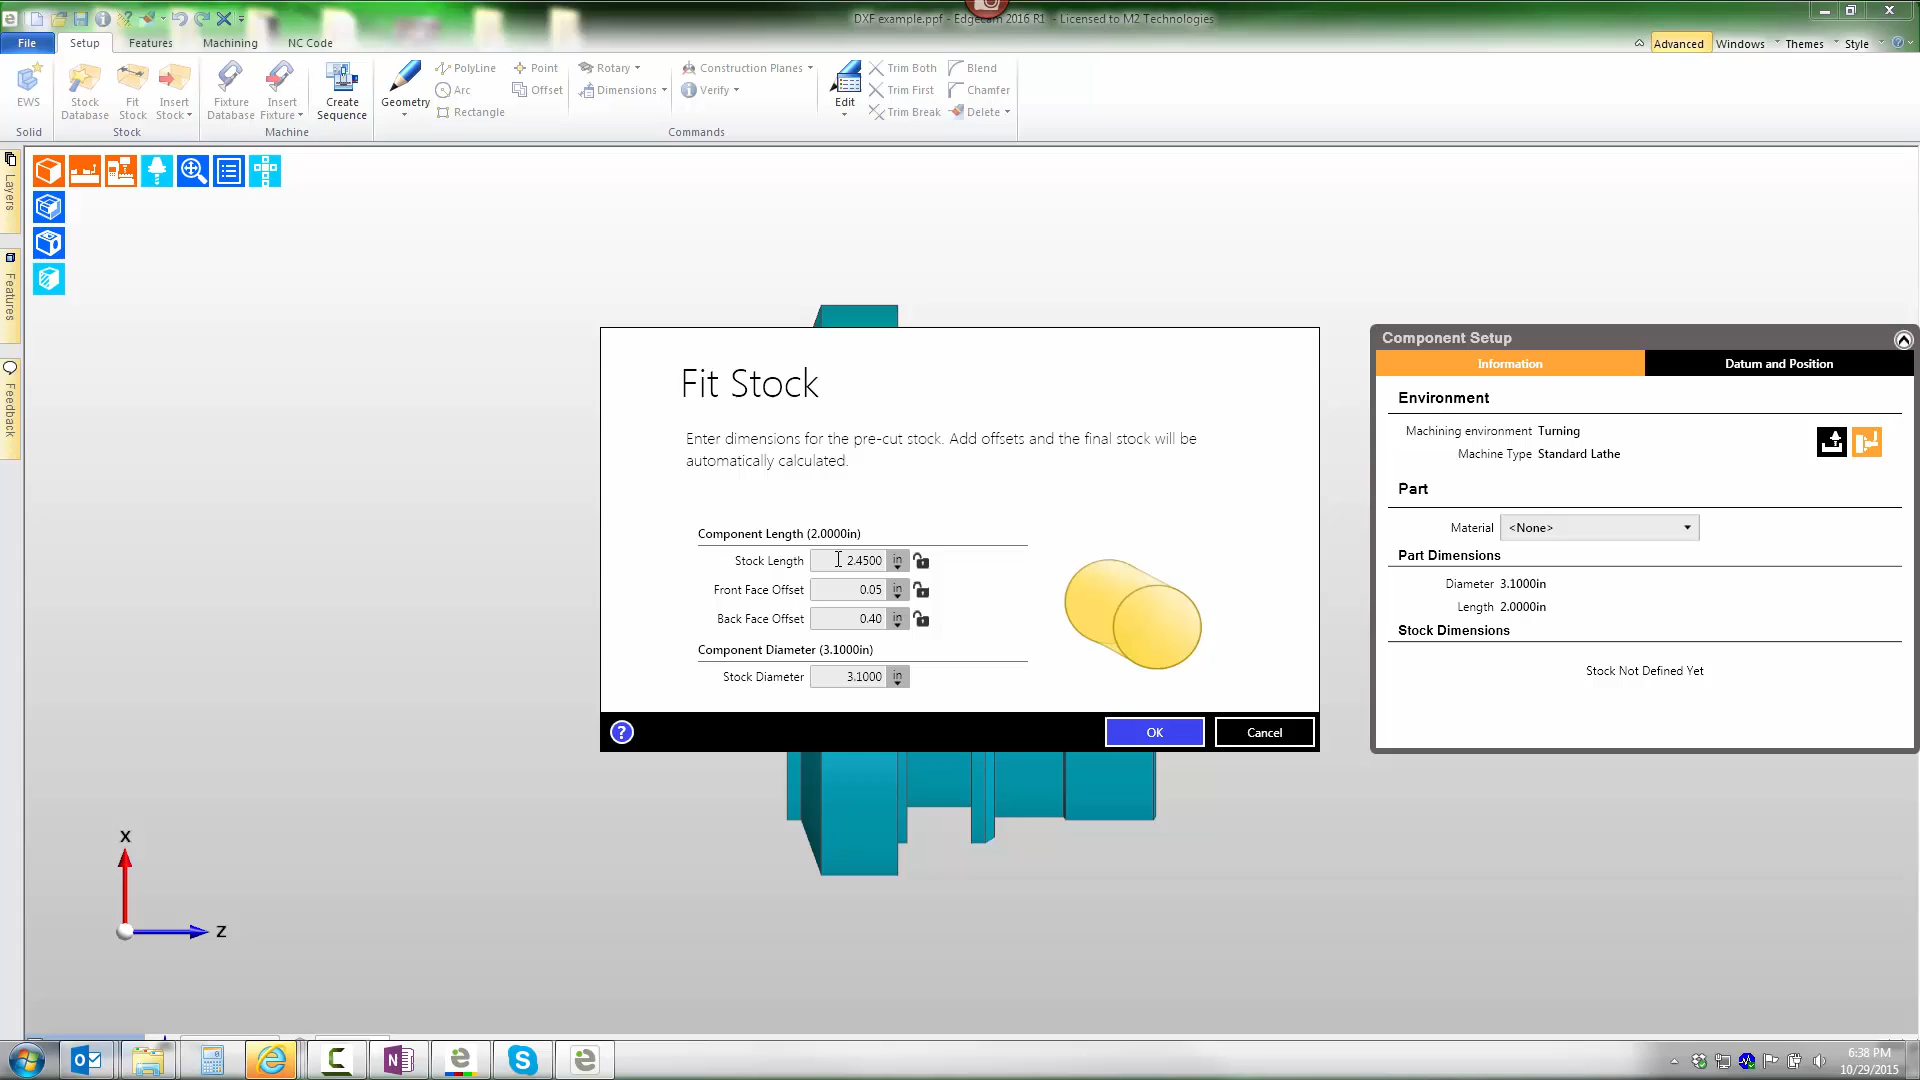 DXF example.ppf - Edgecam 2016 R1 - Licensed to M2 Technologies
File
Setup
Features
Machining
NC Code
Advanced
Windows
Themes
Style
EWS
Stock Database
Fit Stock
Insert Stock
Fixture Database
Insert Fixture
Create Sequence
Geometry
PolyLine
Arc
Rectangle
Point
Offset
Rotary
Dimensions
Construction Planes
Verify
Edit
Trim Both
Trim First
Trim Break
Blend
Chamfer
Delete
Solid
Stock
Machine
Commands
Layers
Features
Feedback
Fit Stock
Enter dimensions for the pre-cut stock. Add offsets and the final stock will be
automatically calculated.
Component Length (2.0000in)
Stock Length 2.4500 in
Front Face Offset 0.05 in
Back Face Offset 0.40 in
Component Diameter (3.1000in)
Stock Diameter 3.1000 in
?
OK
Cancel
Component Setup
Information
Datum and Position
Environment
Machining environment Turning
Machine Type Standard Lathe
Part
Material <None>
Part Dimensions
Diameter 3.1000in
Length 2.0000in
Stock Dimensions
Stock Not Defined Yet
X
Z
6:38 PM
10/29/2015